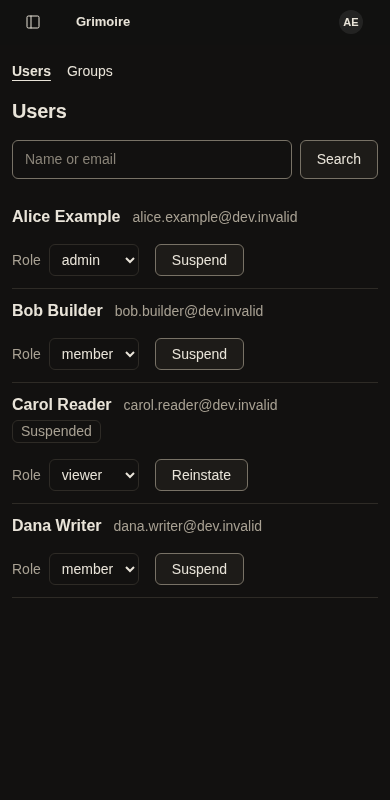 Grimoire AE
Users Groups
Users
Name or email Search
Alice Example alice.example@dev.invalid
Role admin Suspend
Bob Builder bob.builder@dev.invalid
Role member Suspend
Carol Reader carol.reader@dev.invalid
Suspended
Role viewer Reinstate
Dana Writer dana.writer@dev.invalid
Role member Suspend